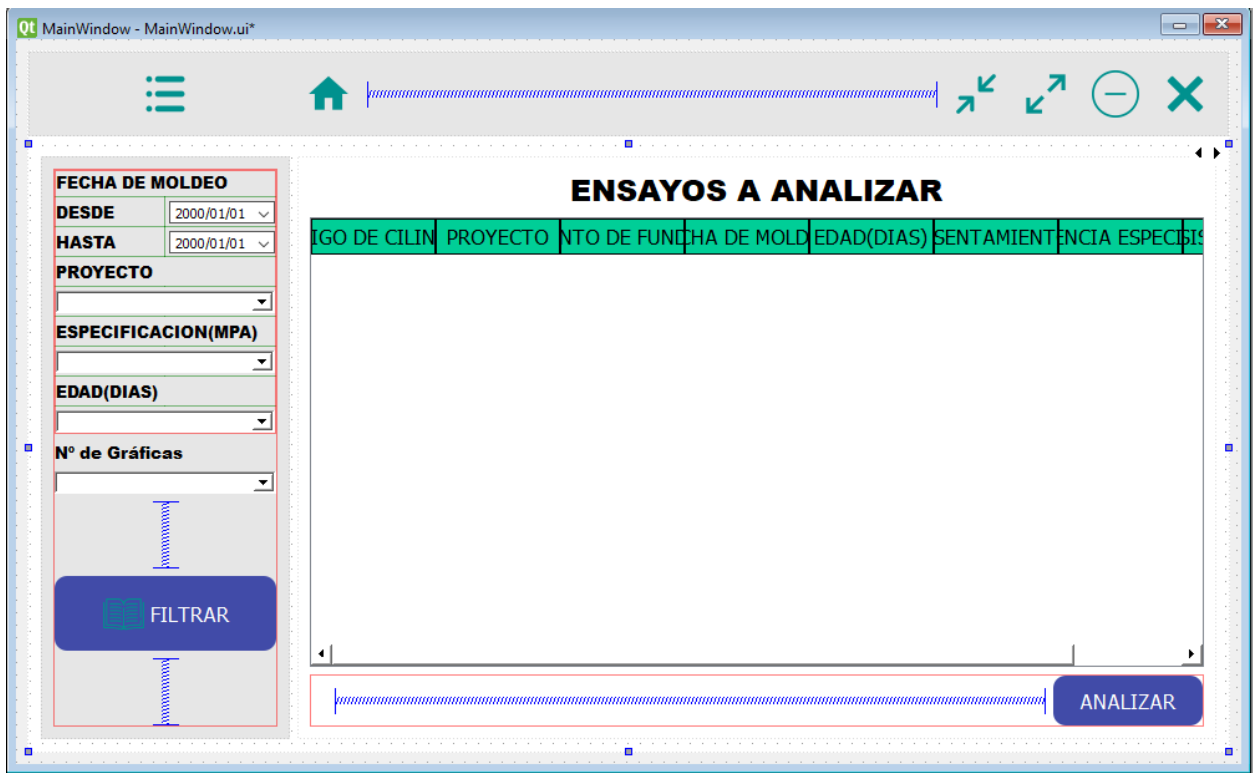 Qt MainWindow - MainWindow.ui*
FECHA DE MOLDEO
DESDE 2000/01/01
HASTA 2000/01/01
PROYECTO
ESPECIFICACION(MPA)
EDAD(DIAS)
Nº de Gráficas
FILTRAR
ENSAYOS A ANALIZAR
IGO DE CILIN PROYECTO NTO DE FUND CHA DE MOLD EDAD(DIAS) SENTAMIENT ENCIA ESPECI SIS
ANALIZAR